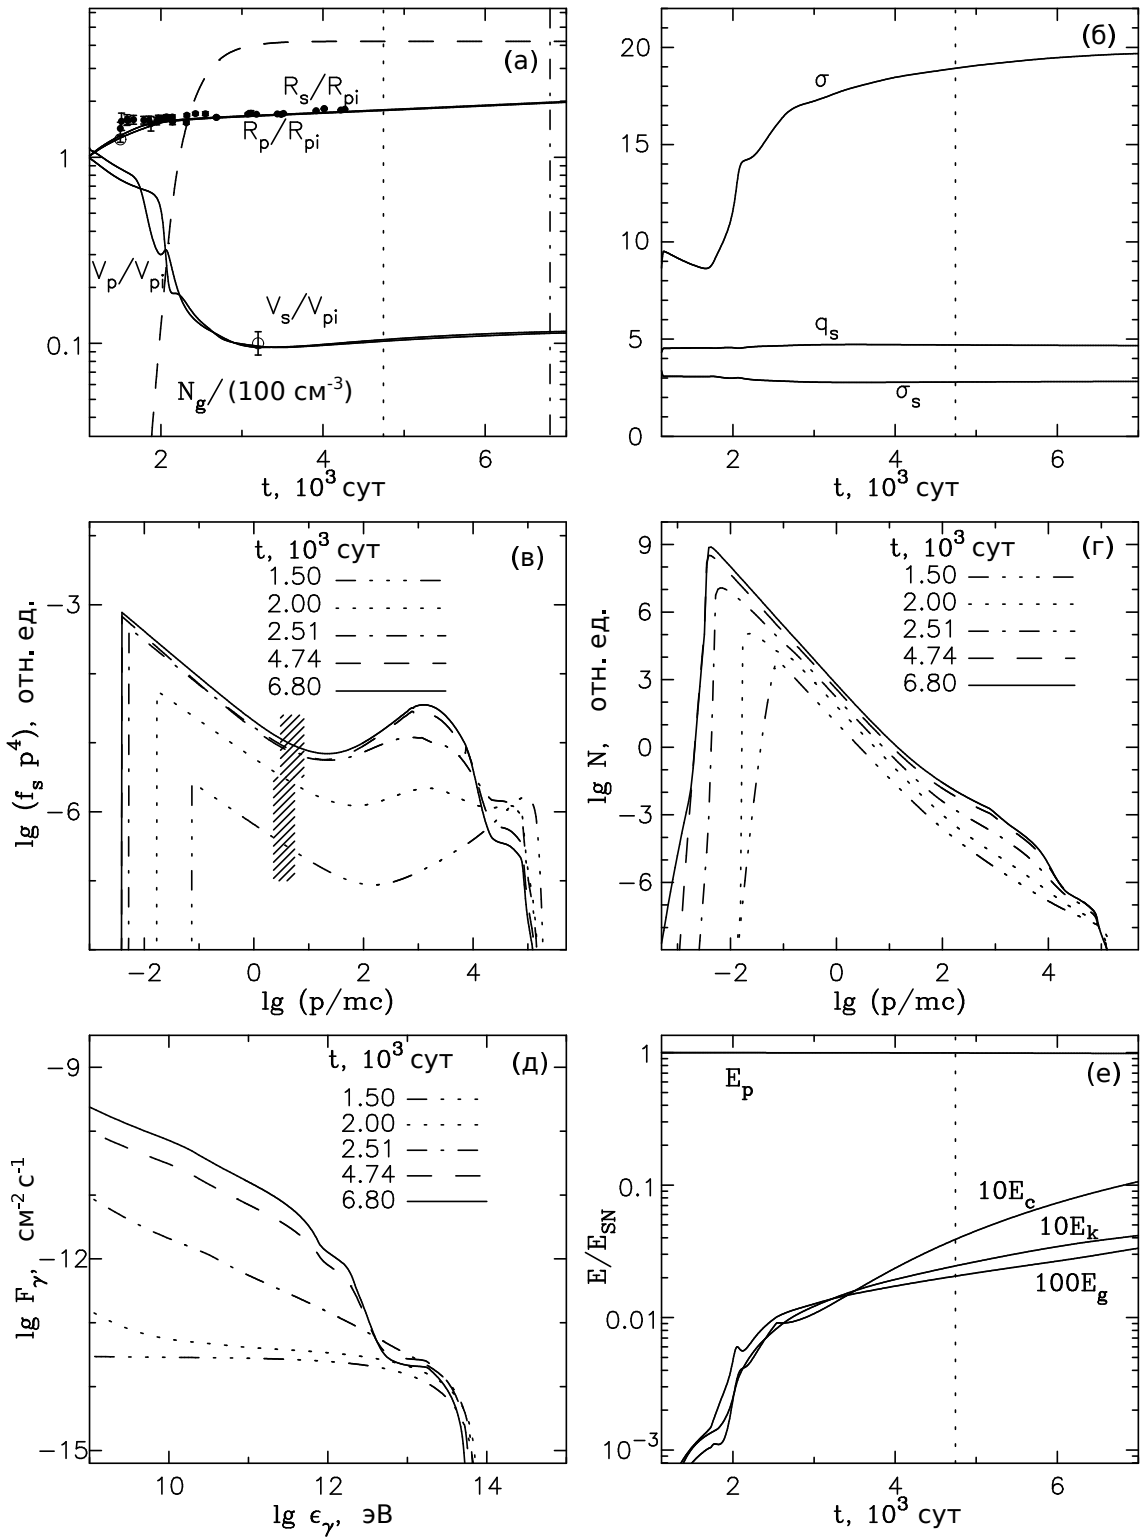 (а)
R_s/R_pi
R_p/R_pi
V_p/V_pi
V_s/V_pi
N_g/ (100 см^-3)
1
0.1
2 4 6
t, 10^3 сут
(б)
σ
q_s
σ_s
20
15
10
5
0
2 4 6
t, 10^3 сут
(в)
t, 10^3 сут
1.50
2.00
2.51
4.74
6.80
lg (f_s p^4), отн. ед.
−3
−6
−2 0 2 4
lg (p/mc)
(г)
t, 10^3 сут
1.50
2.00
2.51
4.74
6.80
lg N, отн. ед.
9
6
3
0
−3
−6
−2 0 2 4
lg (p/mc)
(д)
t, 10^3 сут
1.50
2.00
2.51
4.74
6.80
lg F_γ, см^-2 с^-1
−9
−12
−15
10 12 14
lg ϵ_γ, эВ
(е)
E_p
10E_c
10E_k
100E_g
E/E_SN
1
0.1
0.01
10^−3
2 4 6
t, 10^3 сут